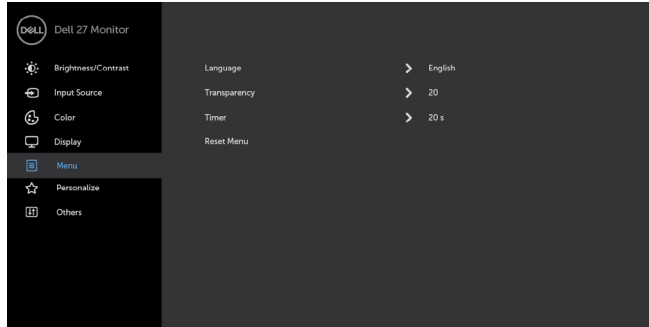 DELL Dell 27 Monitor
Brightness/Contrast
Input Source
Color
Display
Menu
Personalize
Others
Language English
Transparency 20
Timer 20 s
Reset Menu